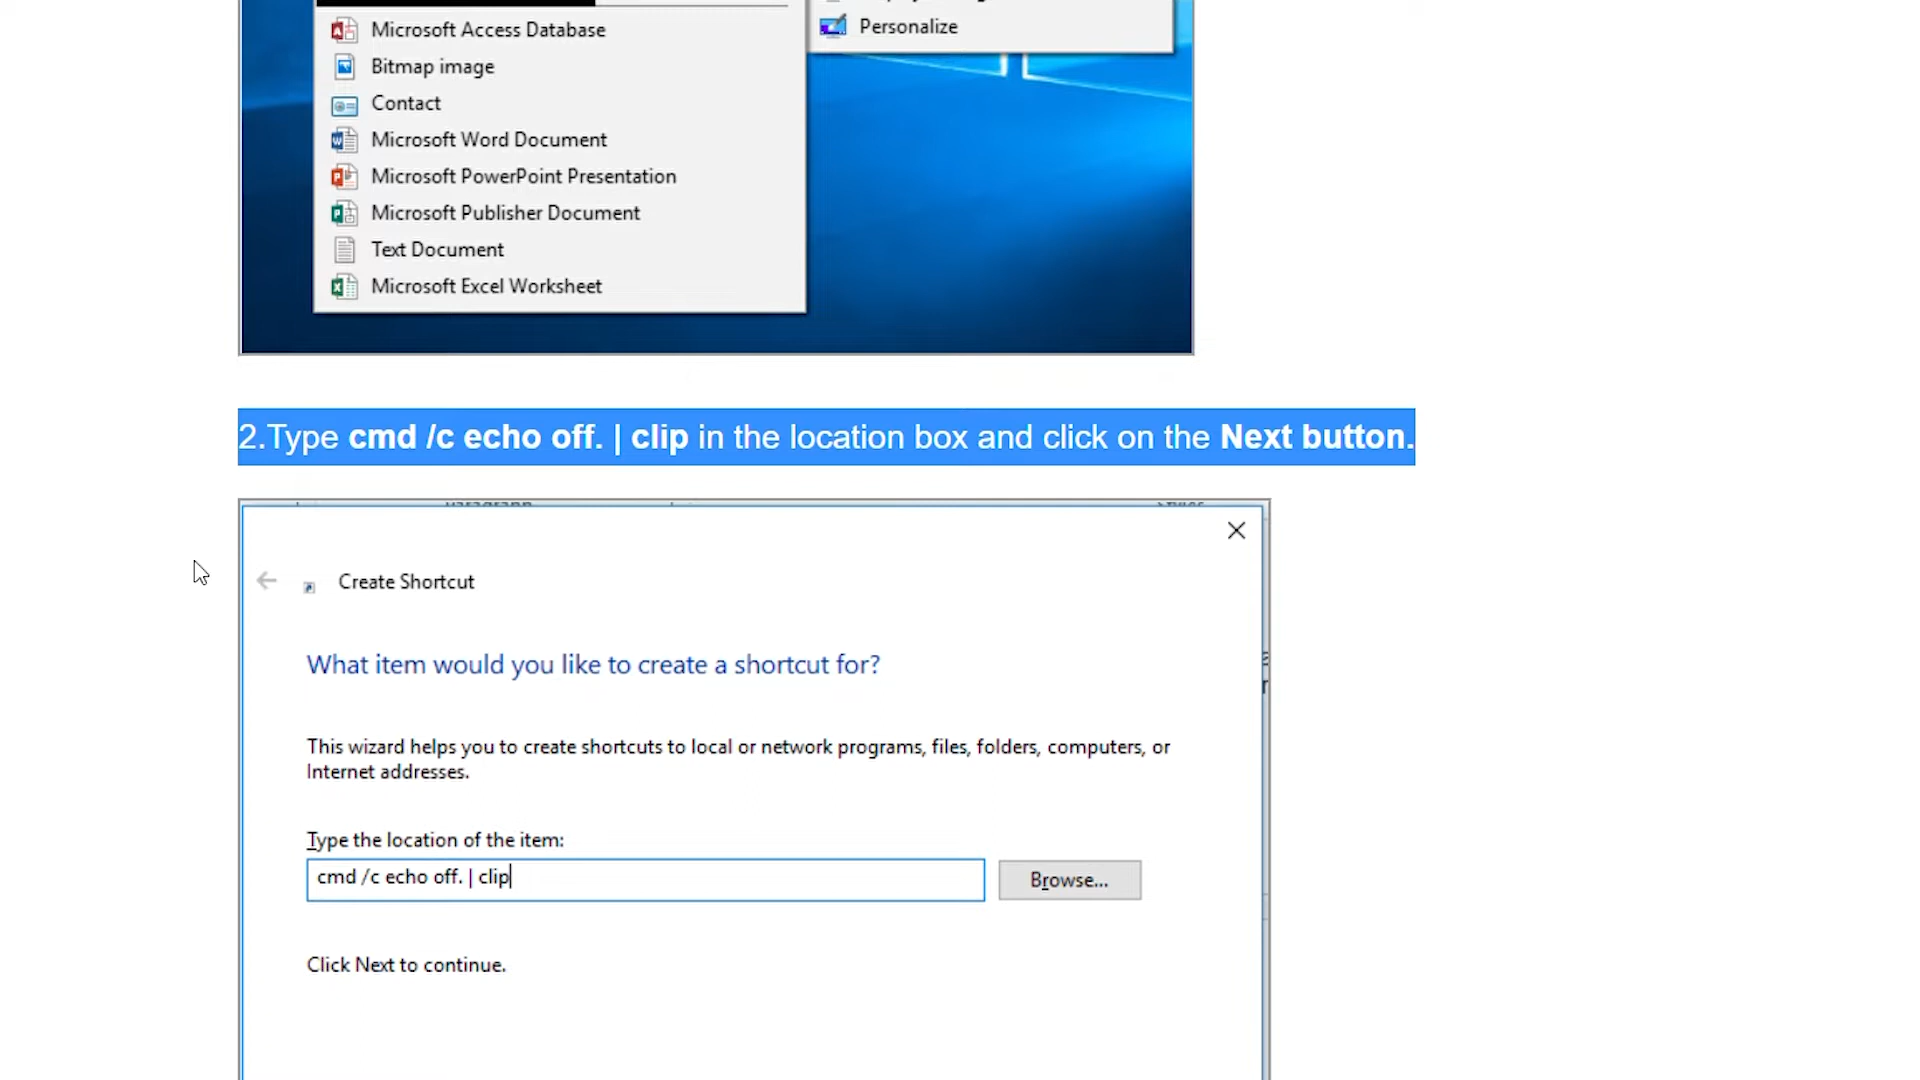 Personalize
Microsoft Access Database
Bitmap image
Contact
Microsoft Word Document
Microsoft PowerPoint Presentation
Microsoft Publisher Document
Text Document
Microsoft Excel Worksheet
2.Type cmd /c echo off. | clip in the location box and click on the Next button.
Create Shortcut
What item would you like to create a shortcut for?
This wizard helps you to create shortcuts to local or network programs, files, folders, computers, or
Internet addresses.
Type the location of the item:
cmd /c echo off. | clip
Browse...
Click Next to continue.